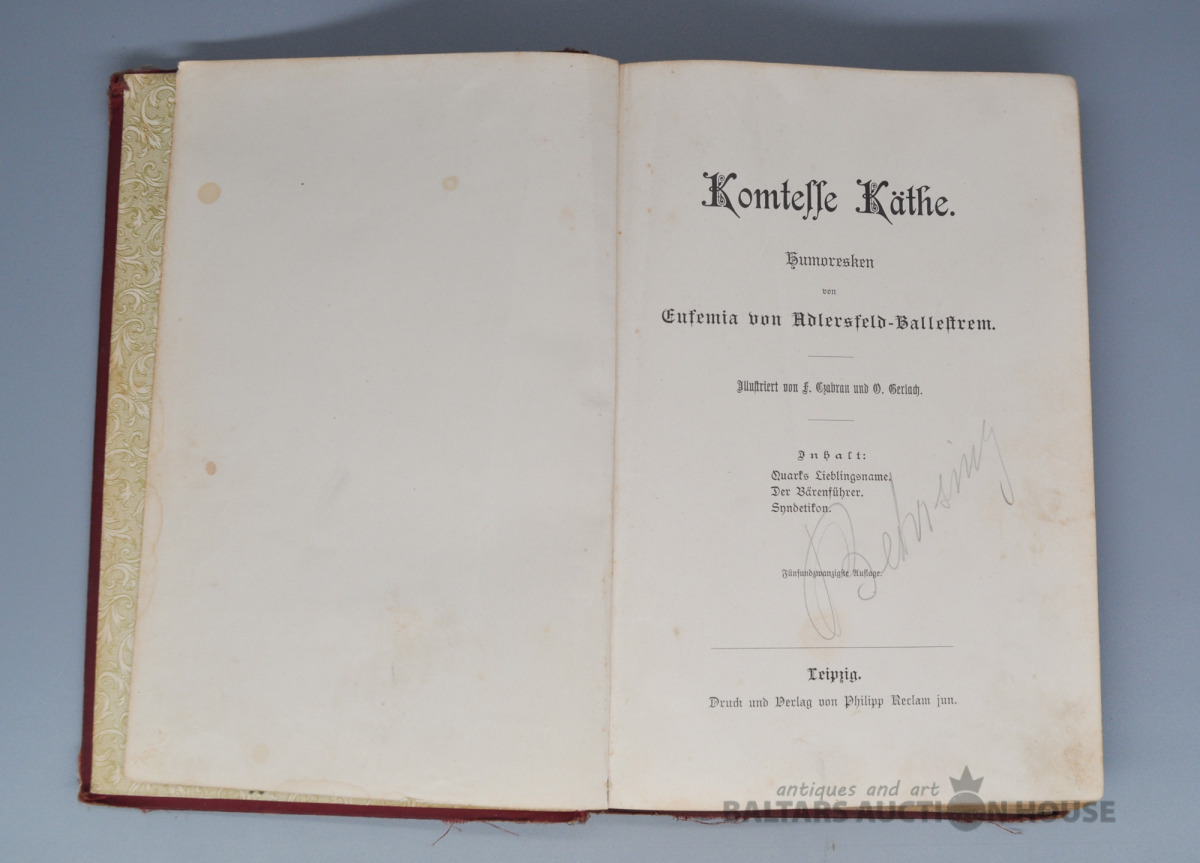 Komtesse Käthe.
Humoresken
von
Eufemia von Adlersfeld-Ballestrem.
Illustriert von F. Czabran und O. Gerlach.
Inhalt:
Quarks Lieblingsname.
Der Bärenführer.
Syndetikon.
Behrsing
Fünfundzwanzigste Auflage.
Leipzig.
Druck und Verlag von Philipp Reclam jun.
antiques and art
BALTARS AUCTION HOUSE